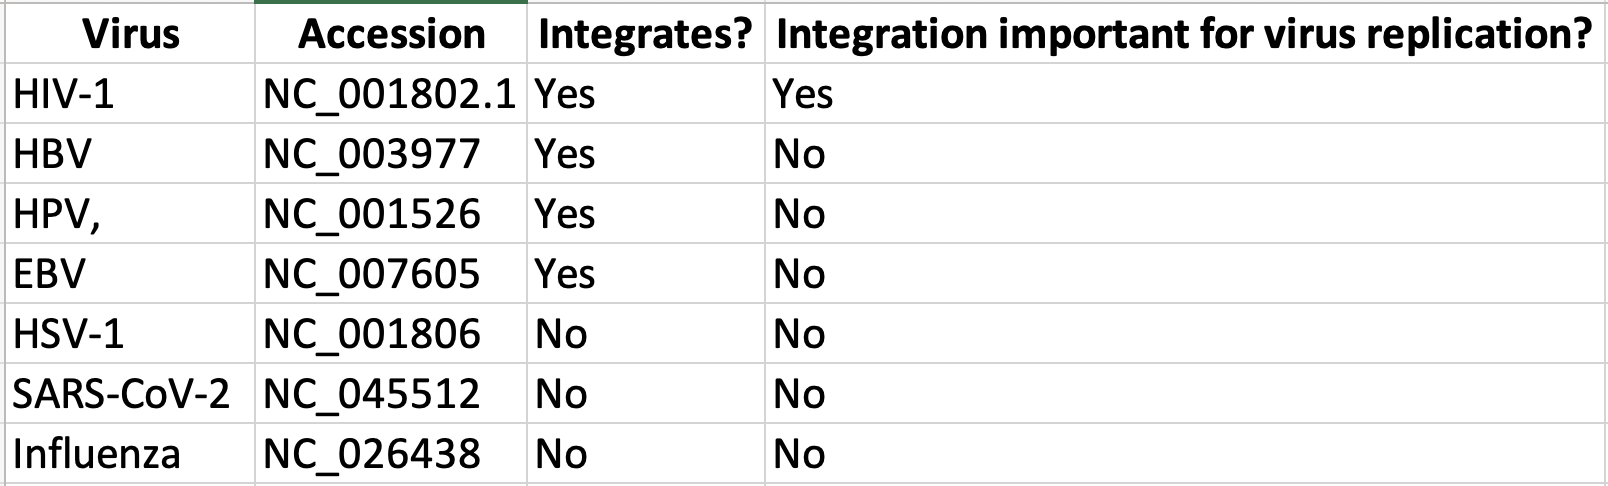 Virus Accession Integrates? Integration important for virus replication?
HIV-1 NC_001802.1 Yes Yes
HBV NC_003977 Yes No
HPV, NC_001526 Yes No
EBV NC_007605 Yes No
HSV-1 NC_001806 No No
SARS-CoV-2 NC_045512 No No
Influenza NC_026438 No No